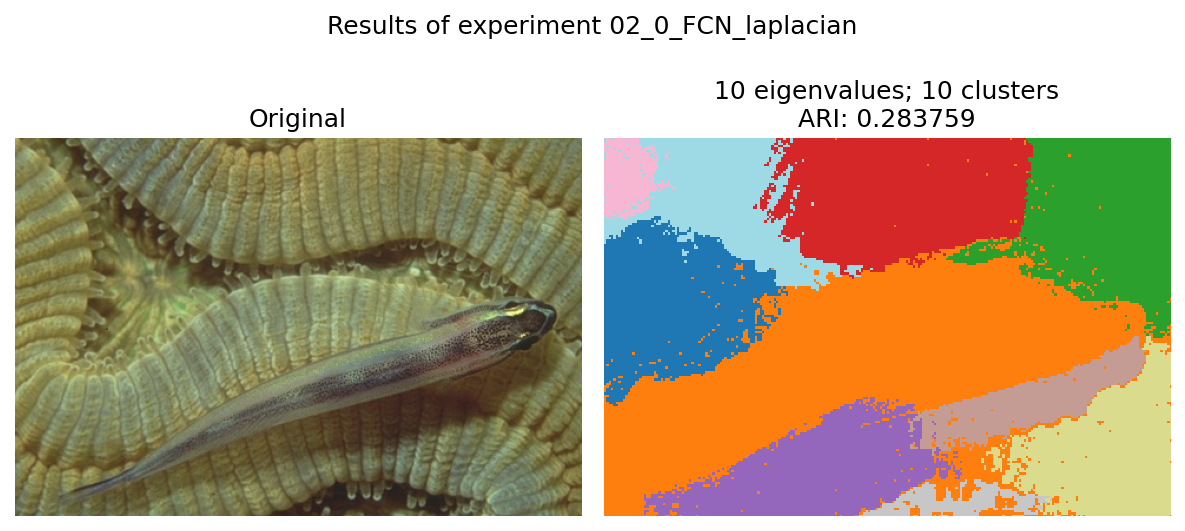 Results of experiment 02_0_FCN_laplacian
Original
10 eigenvalues; 10 clusters
ARI: 0.283759